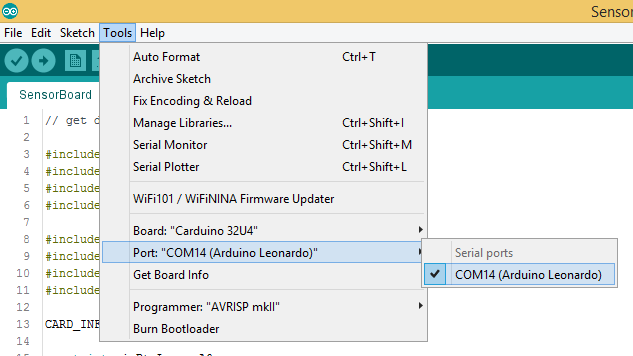 Senso
File Edit Sketch Tools Help
SensorBoard
Auto Format Ctrl+T
Archive Sketch
Fix Encoding & Reload
Manage Libraries... Ctrl+Shift+I
Serial Monitor Ctrl+Shift+M
Serial Plotter Ctrl+Shift+L
WiFi101 / WiFiNINA Firmware Updater
Board: "Carduino 32U4"
Port: "COM14 (Arduino Leonardo)"
Get Board Info
Programmer: "AVRISP mkII"
Burn Bootloader
Serial ports
COM14 (Arduino Leonardo)
1 // get d
2
3 #include
4 #include
5 #include
6 #include
7
8 #include
9 #include
10 #include
11 #include
12
13 CARD_INF
14